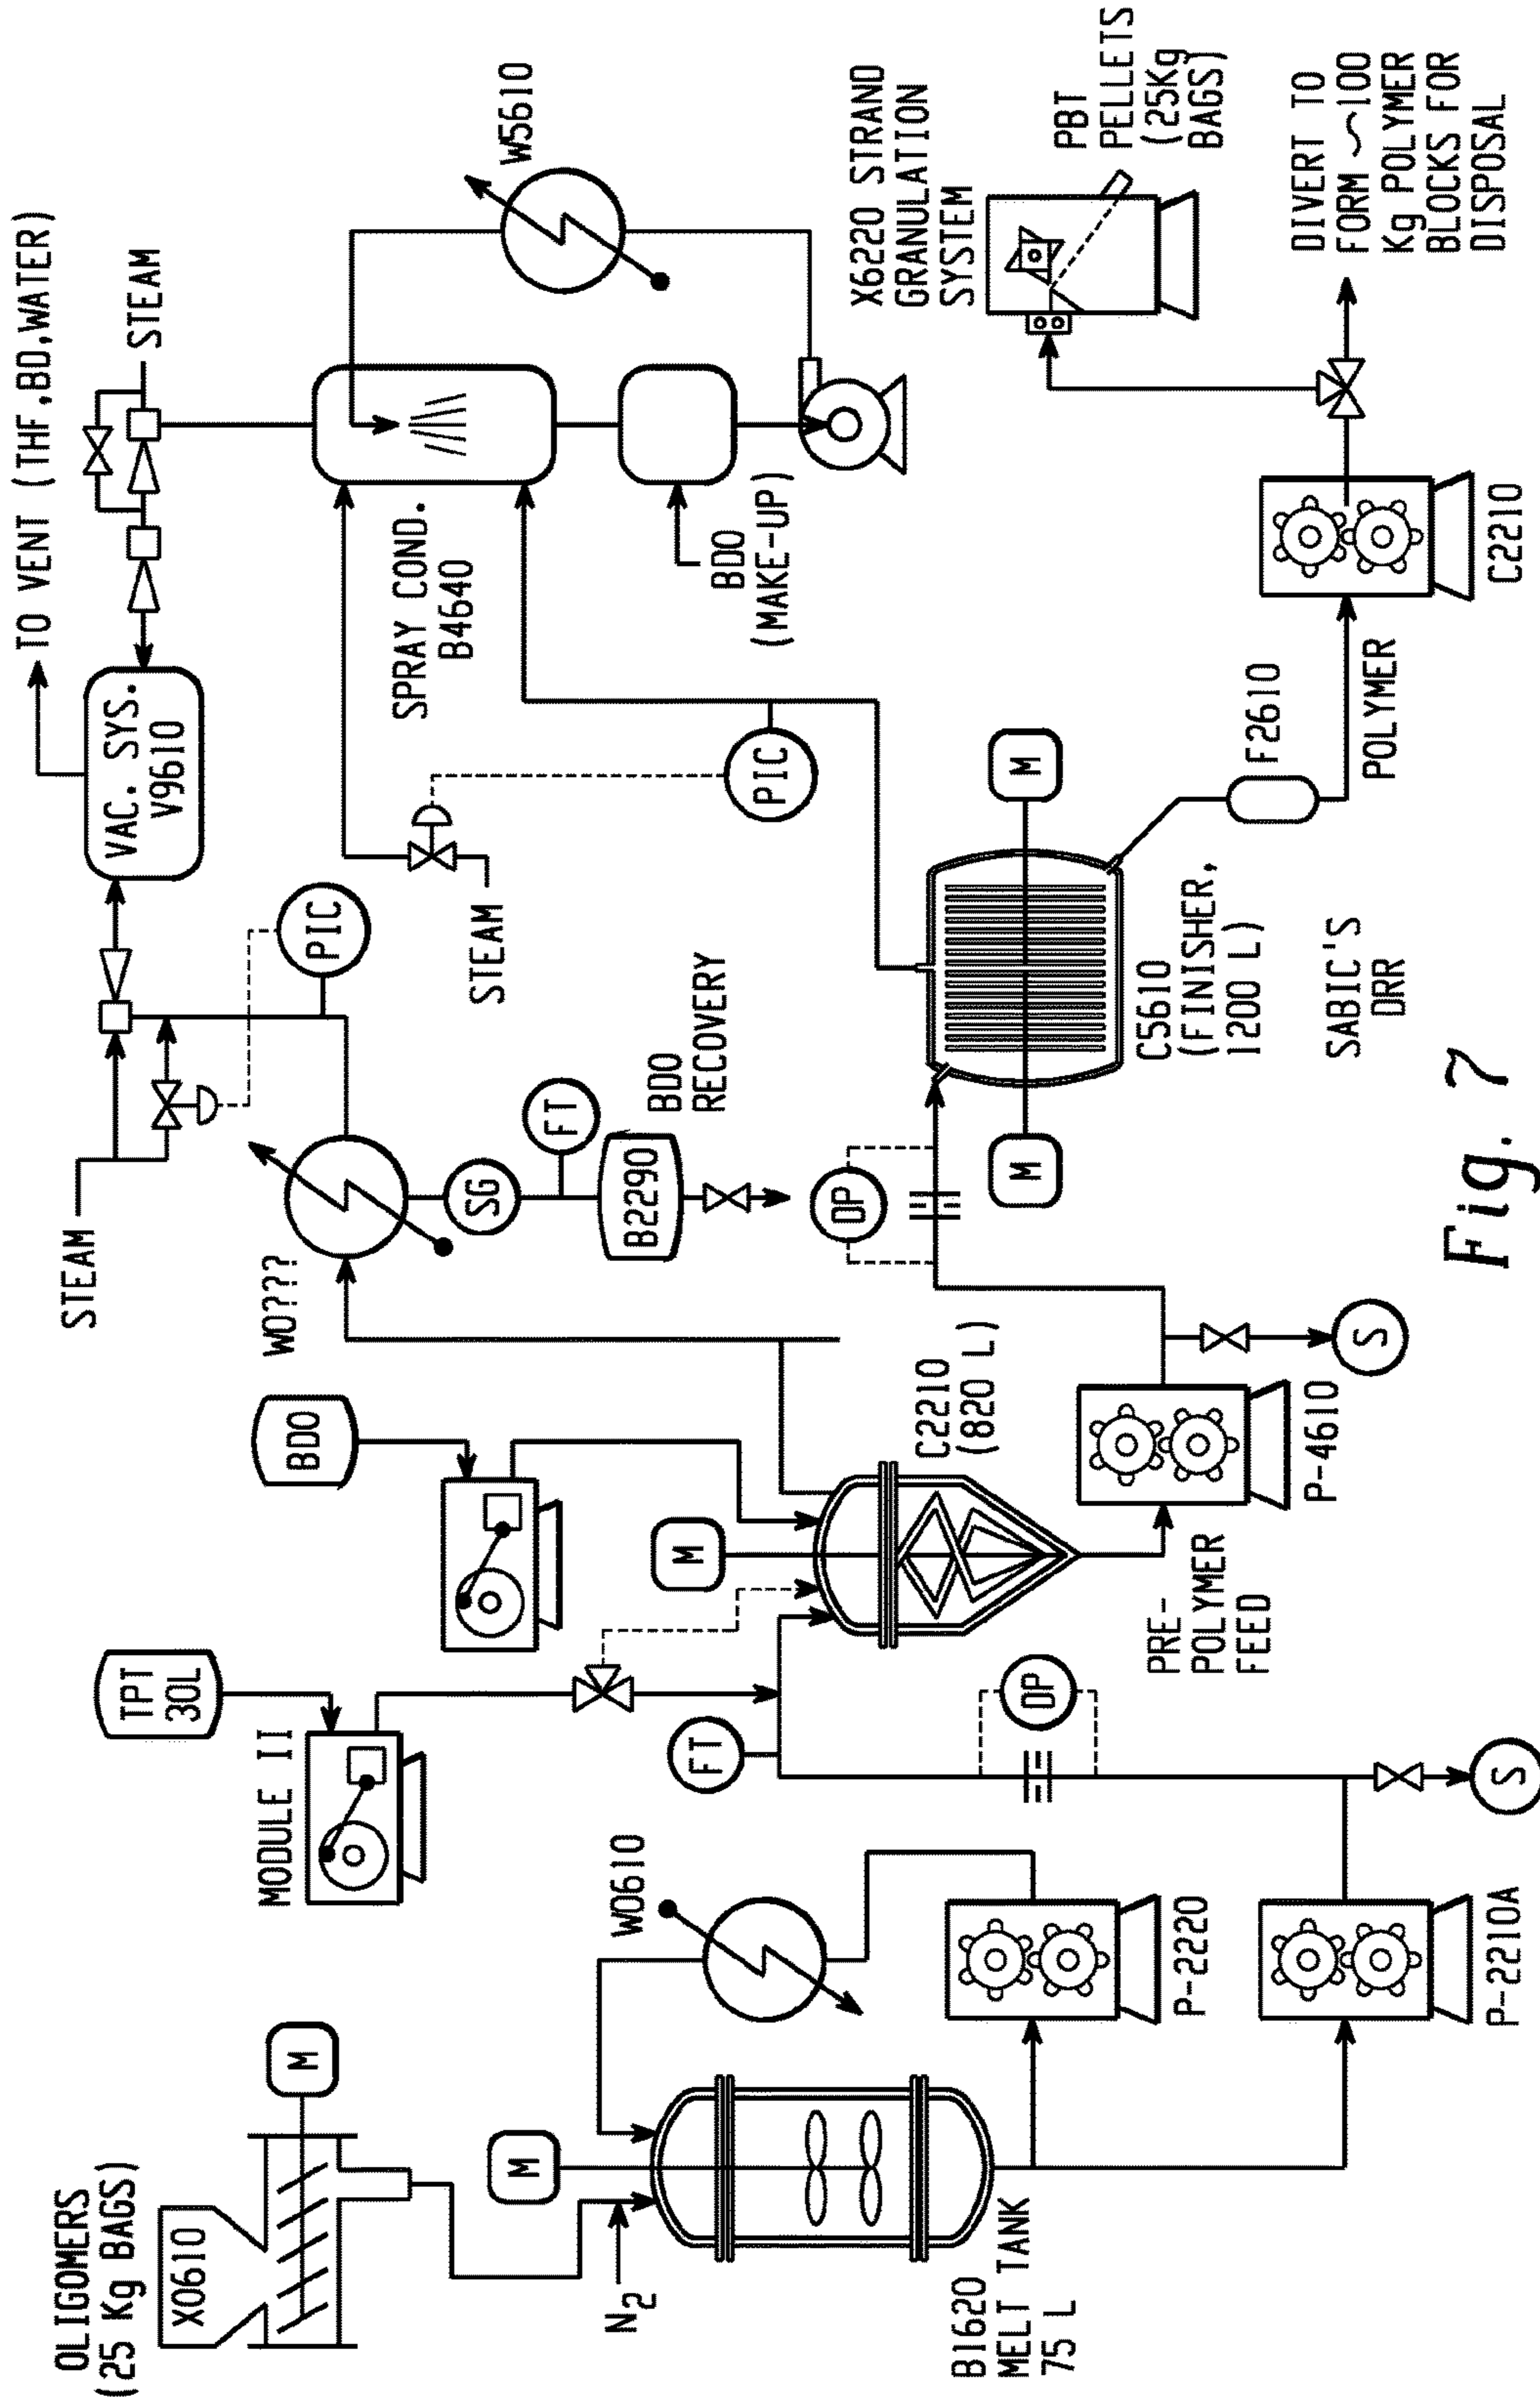 OLIGOMERS
(25 Kg BAGS)
X0610
M
M
N2
B1620
MELT TANK
75 L
W0610
P-2220
P-2210A
S
MODULE II
TPT
30L
FT
DP
BDO
M
C2210
(820 L)
PRE-
POLYMER
FEED
P-4610
S
STEAM
WO???
SG
FT
B2290
BDO
RECOVERY
PIC
VAC. SYS.
V9610
TO VENT (THF,BD,WATER)
STEAM
STEAM
PIC
SPRAY COND.
B4640
BDO
(MAKE-UP)
W5610
DP
M
M
C5610
(FINISHER,
1200 L)
SABIC'S
DRR
F2610
POLYMER
C2210
X6220 STRAND
GRANULATION
SYSTEM
PBT
PELLETS
(25Kg
BAGS)
DIVERT TO
FORM ~100
Kg POLYMER
BLOCKS FOR
DISPOSAL
Fig. 7